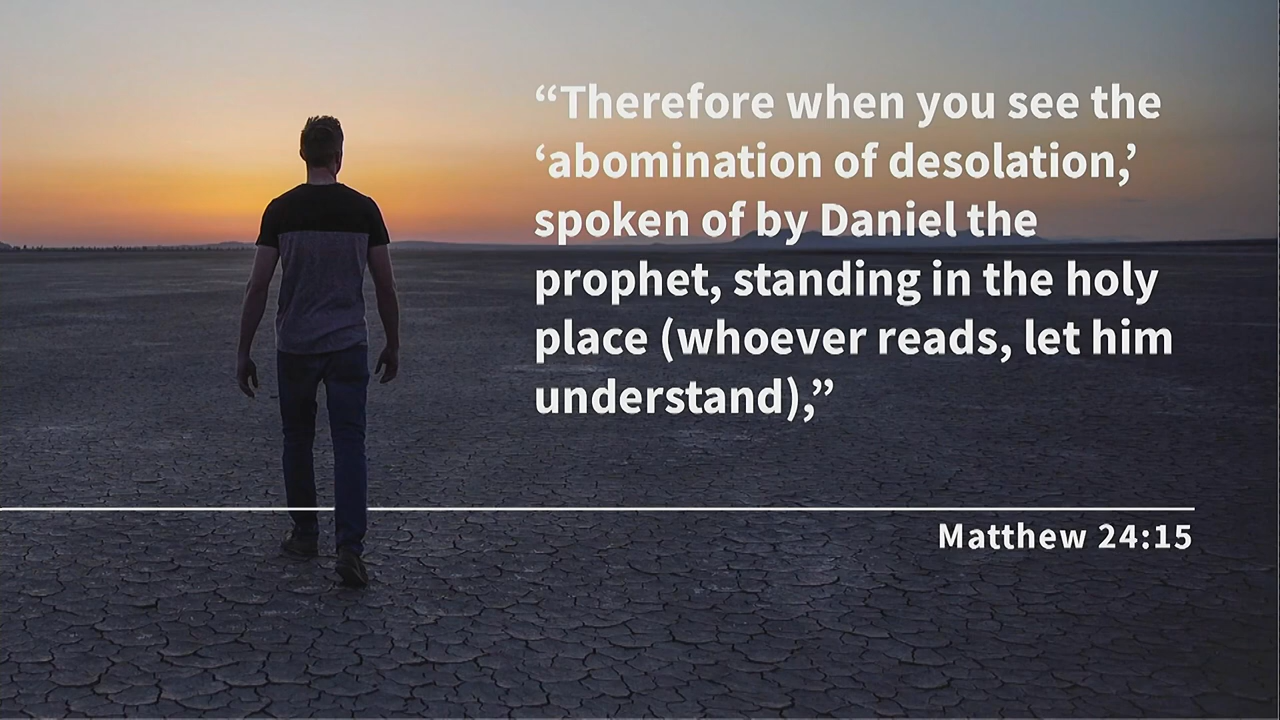 “Therefore when you see the
‘abomination of desolation,’
spoken of by Daniel the
prophet, standing in the holy
place (whoever reads, let him
understand),”
Matthew 24:15